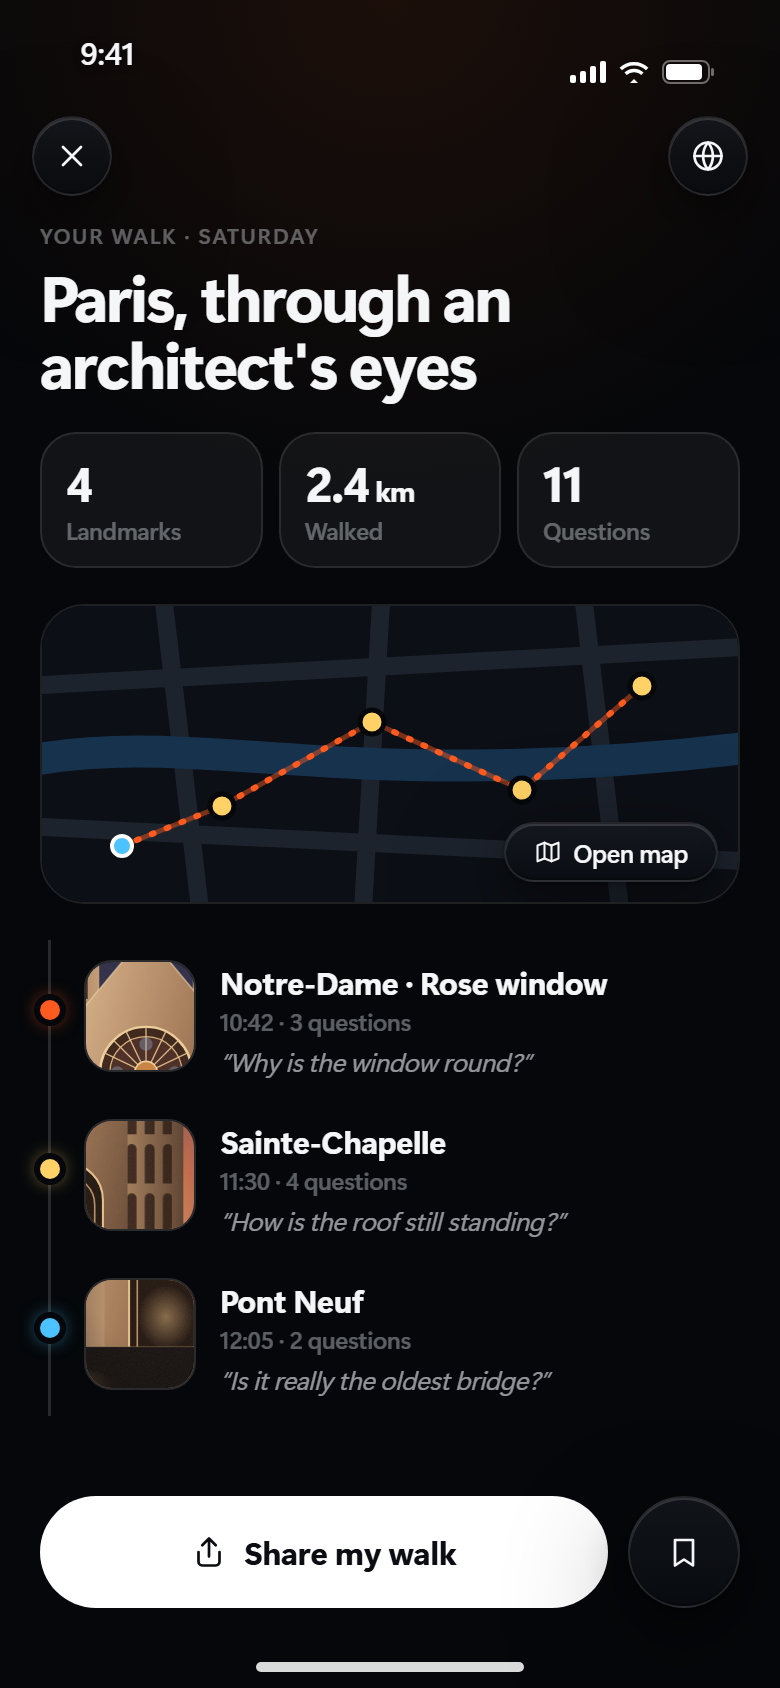 9:41
YOUR WALK · SATURDAY
Paris, through an
architect's eyes
4
Landmarks
2.4 km
Walked
11
Questions
Open map
Notre-Dame · Rose window
10:42 · 3 questions
“Why is the window round?”
Sainte-Chapelle
11:30 · 4 questions
“How is the roof still standing?”
Pont Neuf
12:05 · 2 questions
“Is it really the oldest bridge?”
Share my walk